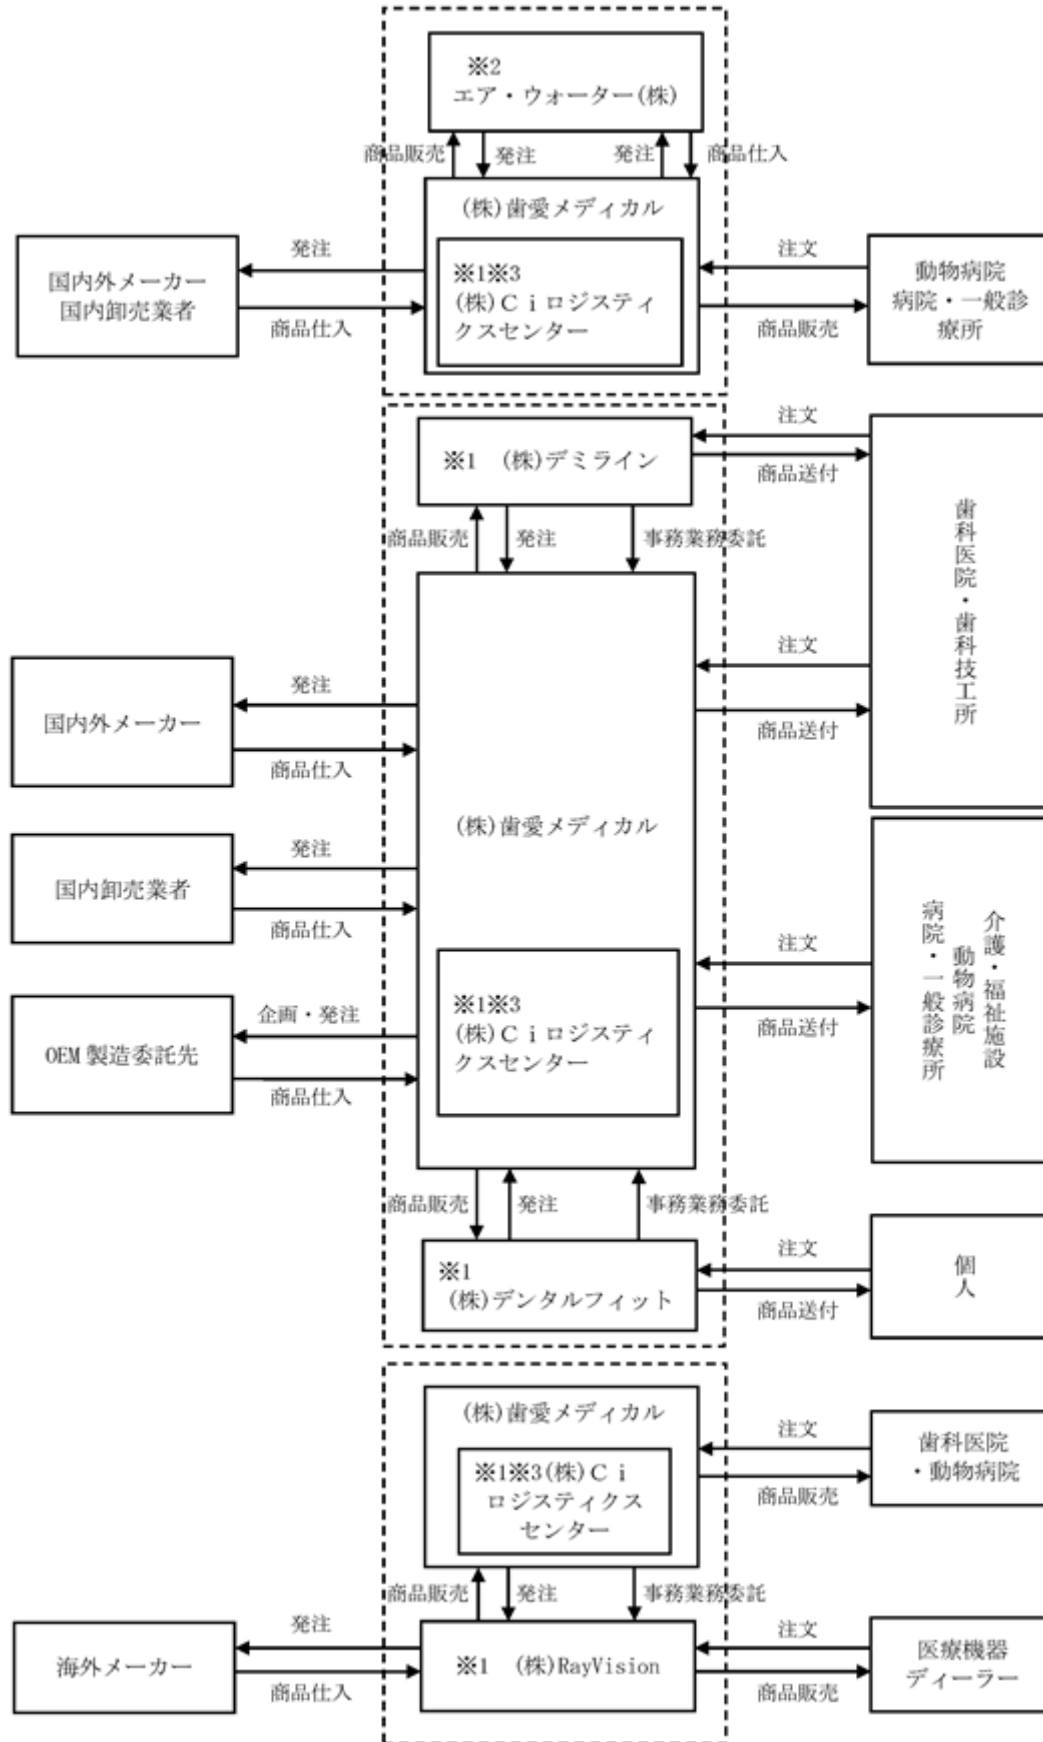 ※2
エア・ウォーター(株)
商品販売
発注
発注
商品仕入
(株)歯愛メディカル
※1※3
(株)Ｃｉロジスティ
クスセンター
国内外メーカー
国内卸売業者
発注
商品仕入
注文
商品販売
動物病院
病院・一般診
療所
※1 (株)デミライン
注文
商品送付
商品販売
発注
事務業務委託
歯科医院・歯科技工所
国内外メーカー
発注
商品仕入
注文
商品送付
(株)歯愛メディカル
国内卸売業者
発注
商品仕入
※1※3
(株)Ｃｉロジスティ
クスセンター
注文
商品送付
介護・福祉施設
動物病院
病院・一般診療所
OEM 製造委託先
企画・発注
商品仕入
商品販売
発注
事務業務委託
※1
(株)デンタルフィット
注文
商品送付
個
人
(株)歯愛メディカル
※1※3(株)Ｃｉ
ロジスティクス
センター
注文
商品販売
歯科医院
・動物病院
商品販売
発注
事務業務委託
海外メーカー
発注
商品仕入
※1 (株)RayVision
注文
商品販売
医療機器
ディーラー